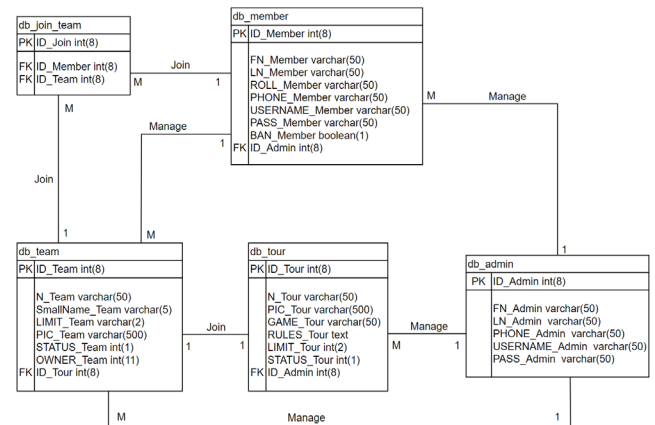 db_join_team
PK ID_Join int(8)
FK ID_Member int(8)
FK ID_Team int(8)
db_member
PK ID_Member int(8)
FN_Member varchar(50)
LN_Member varchar(50)
ROLL_Member varchar(50)
PHONE_Member varchar(50)
USERNAME_Member varchar(50)
PASS_Member varchar(50)
BAN_Member boolean(1)
FK ID_Admin int(8)
Join
M
1
M
Manage
1
M
Manage
Join
1
M
1
db_team
PK ID_Team int(8)
N_Team varchar(50)
SmallName_Team varchar(5)
LIMIT_Team varchar(2)
PIC_Team varchar(500)
STATUS_Team int(1)
OWNER_Team int(11)
FK ID_Tour int(8)
Join
1
1
db_tour
PK ID_Tour int(8)
N_Tour varchar(50)
PIC_Tour varchar(500)
GAME_Tour varchar(50)
RULES_Tour text
LIMIT_Tour int(2)
STATUS_Tour int(1)
FK ID_Admin int(8)
Manage
M
1
db_admin
PK ID_Admin int(8)
FN_Admin varchar(50)
LN_Admin varchar(50)
PHONE_Admin varchar(50)
USERNAME_Admin varchar(50)
PASS_Admin varchar(50)
M
Manage
1